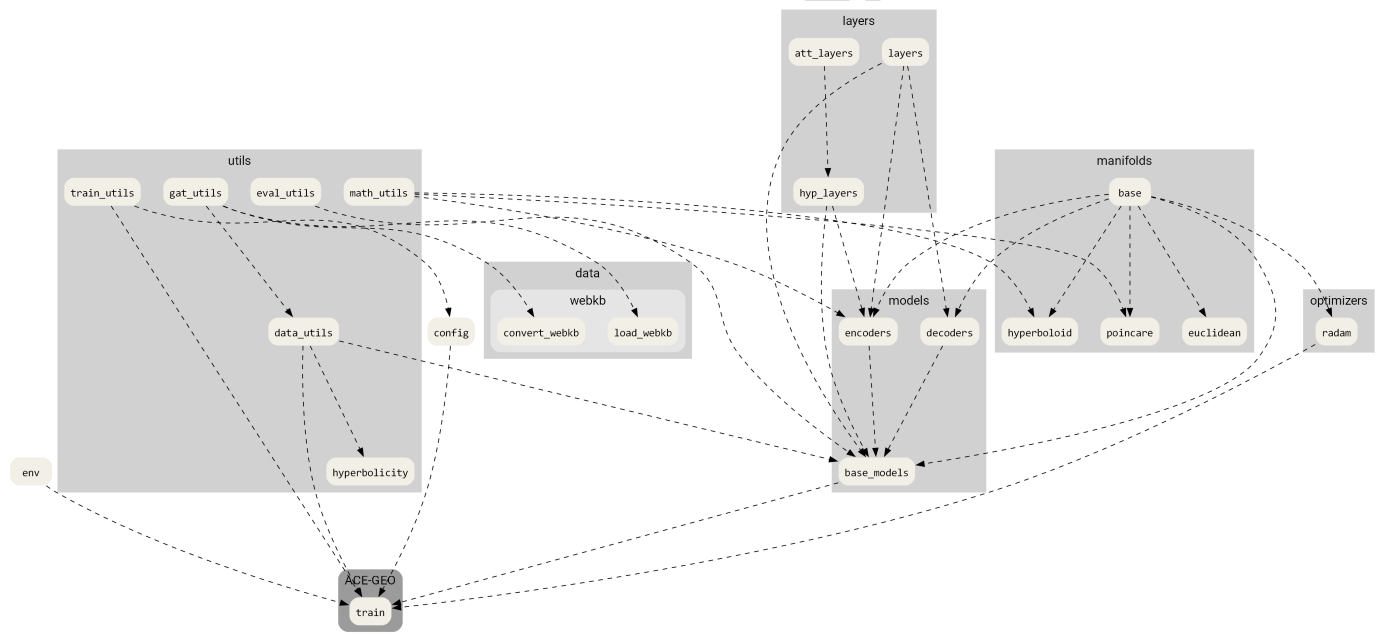 layers
att_layers
layers
utils
manifolds
train_utils
gat_utils
eval_utils
math_utils
hyp_layers
base
data
webkb
models
optimizers
data_utils
config
convert_webkb
load_webkb
encoders
decoders
hyperboloid
poincare
euclidean
radam
env
hyperbolicity
base_models
ACE-GEO
train